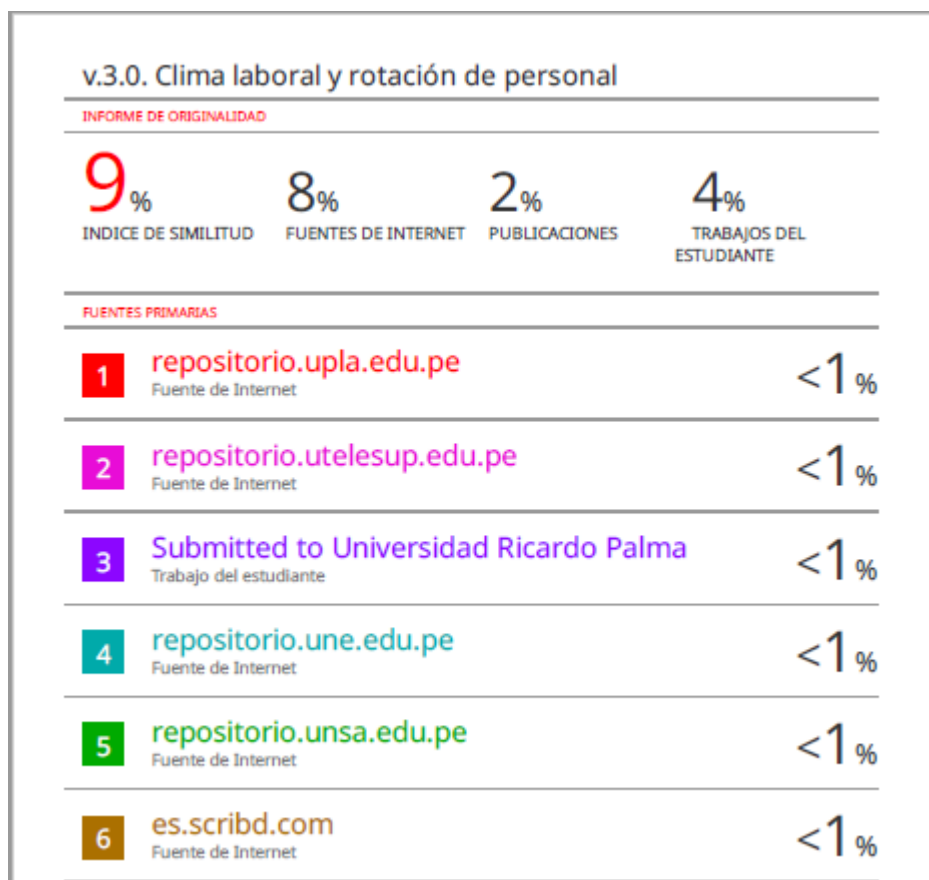 v.3.0. Clima laboral y rotación de personal
INFORME DE ORIGINALIDAD
9% 8% 2% 4%
INDICE DE SIMILITUD FUENTES DE INTERNET PUBLICACIONES TRABAJOS DEL
ESTUDIANTE
FUENTES PRIMARIAS
1 repositorio.upla.edu.pe <1%
Fuente de Internet
2 repositorio.utelesup.edu.pe <1%
Fuente de Internet
3 Submitted to Universidad Ricardo Palma <1%
Trabajo del estudiante
4 repositorio.une.edu.pe <1%
Fuente de Internet
5 repositorio.unsa.edu.pe <1%
Fuente de Internet
6 es.scribd.com <1%
Fuente de Internet